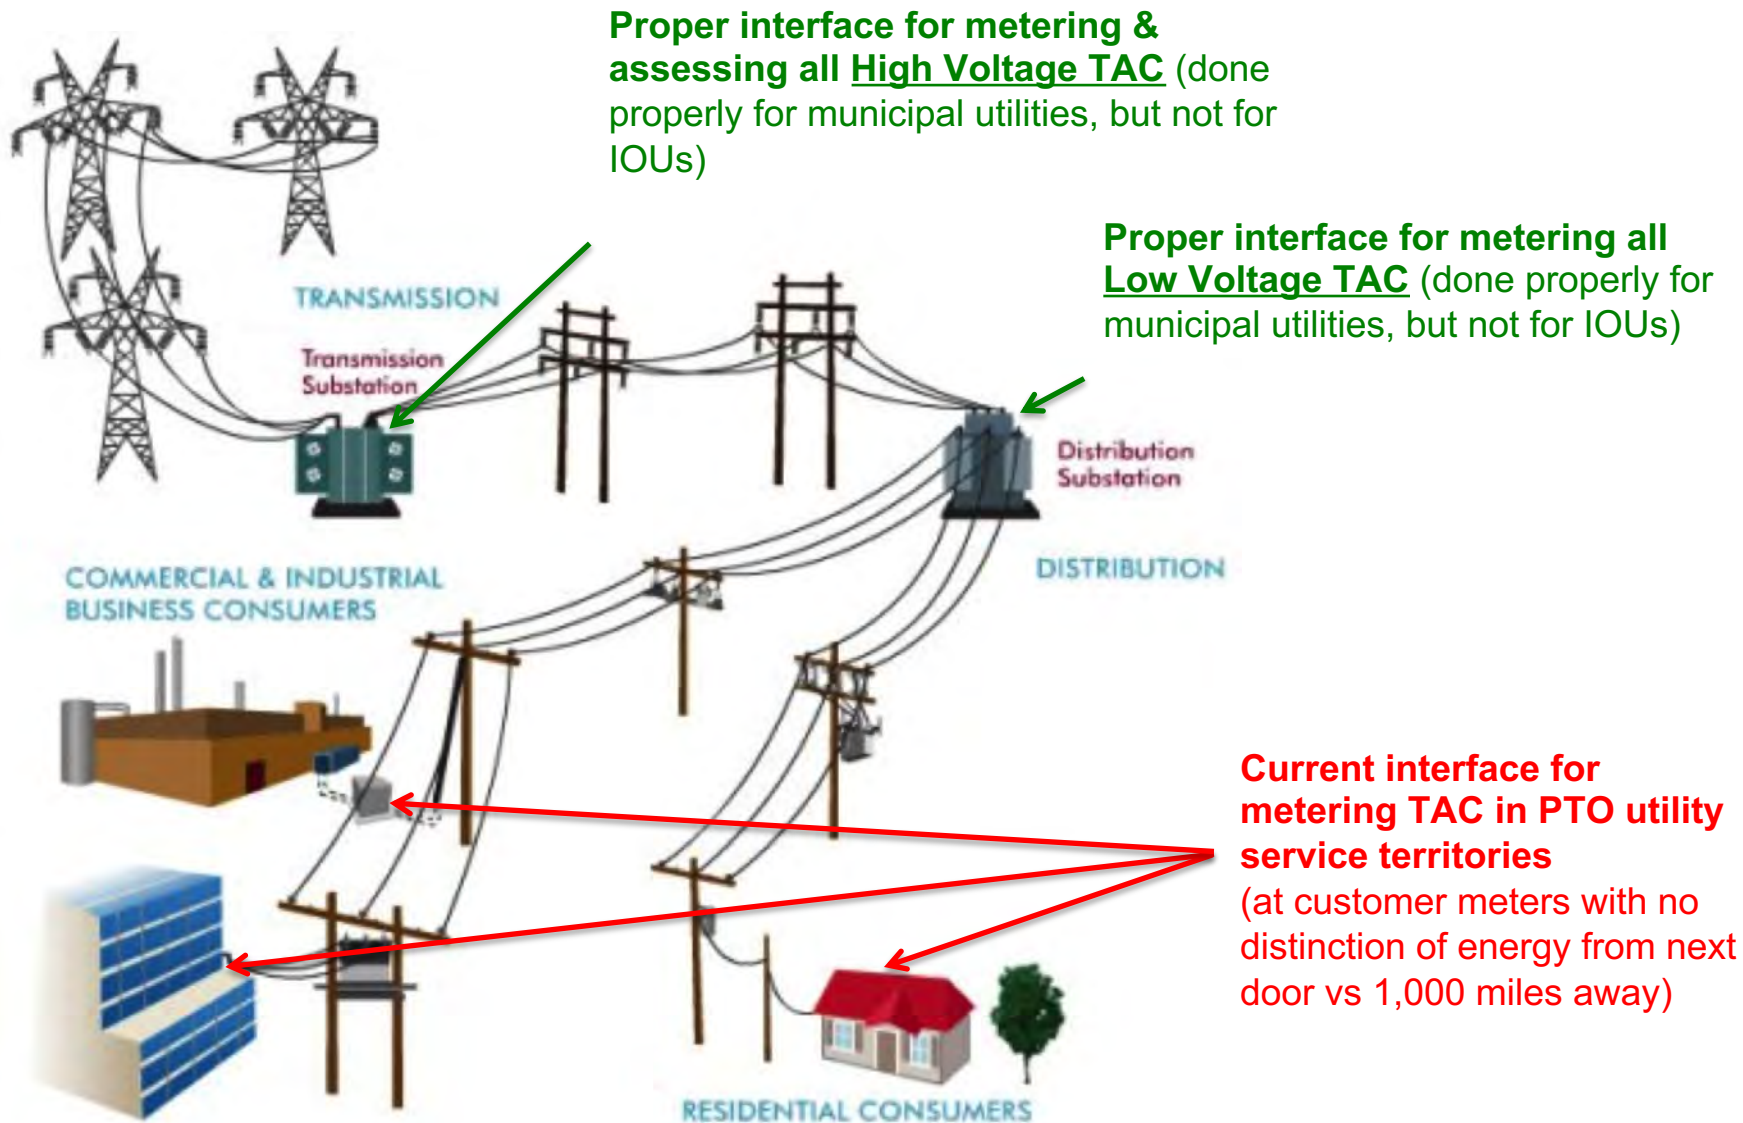 Proper interface for metering &
assessing all High Voltage TAC (done
properly for municipal utilities, but not for
IOUs)
Proper interface for metering all
Low Voltage TAC (done properly for
municipal utilities, but not for IOUs)
TRANSMISSION
Transmission
Substation
Distribution
Substation
DISTRIBUTION
COMMERCIAL & INDUSTRIAL
BUSINESS CONSUMERS
Current interface for
metering TAC in PTO utility
service territories
(at customer meters with no
distinction of energy from next
door vs 1,000 miles away)
RESIDENTIAL CONSUMERS